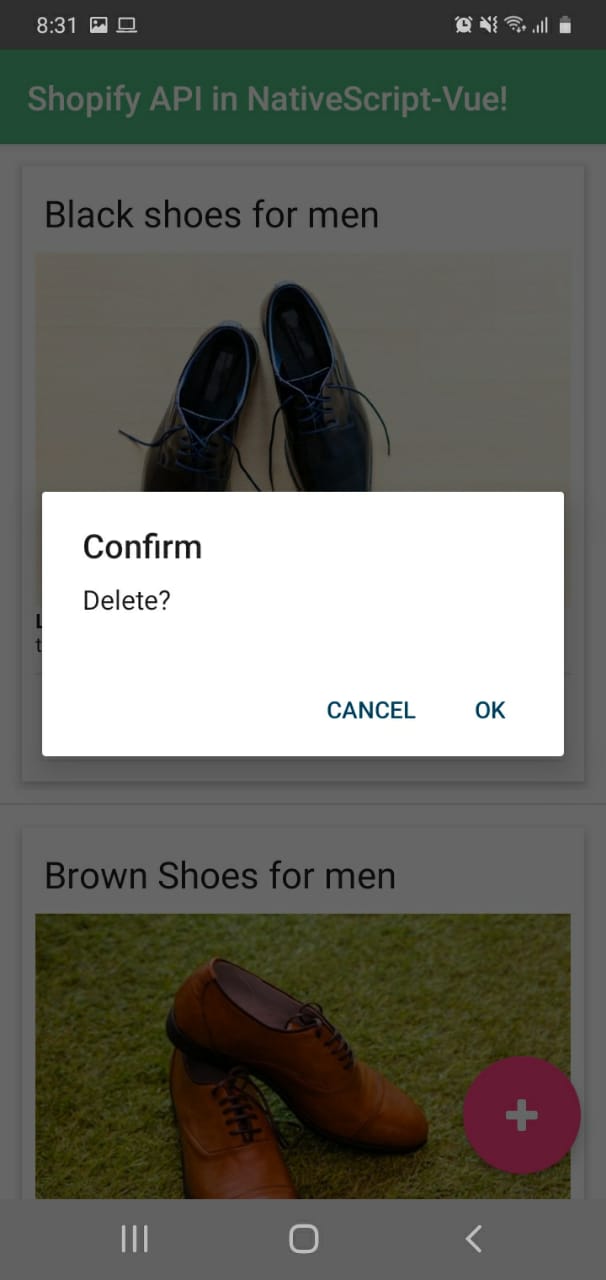 8:31
Shopify API in NativeScript-Vue!
Black shoes for men
Confirm
Delete?
CANCEL OK
Brown Shoes for men